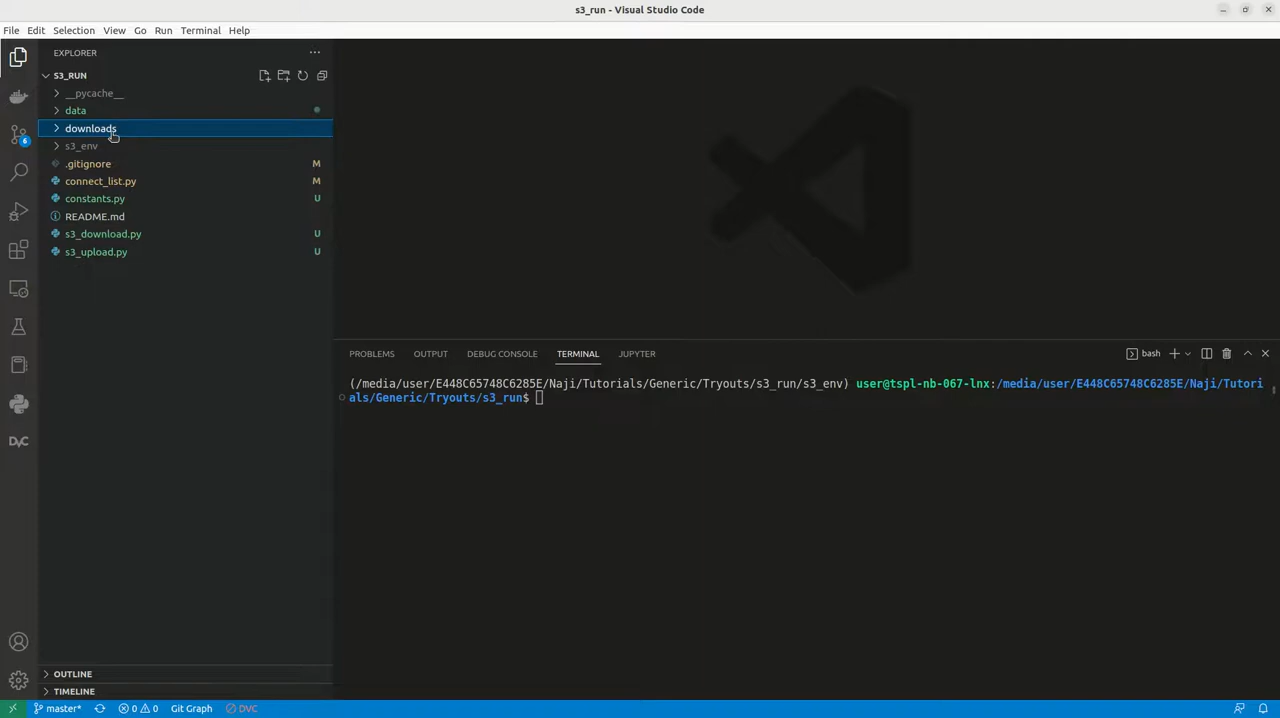 s3_run - Visual Studio Code
File Edit Selection View Go Run Terminal Help
EXPLORER
S3_RUN
__pycache__
data
downloads
s3_env
.gitignore M
connect_list.py M
constants.py U
README.md
s3_download.py U
s3_upload.py U
6
DVC
OUTLINE
TIMELINE
PROBLEMS OUTPUT DEBUG CONSOLE TERMINAL JUPYTER
bash
(/media/user/E448C65748C6285E/Naji/Tutorials/Generic/Tryouts/s3_run/s3_env) user@tspl-nb-067-lnx:/media/user/E448C65748C6285E/Naji/Tutori
als/Generic/Tryouts/s3_run$
master* 0 0 Git Graph DVC